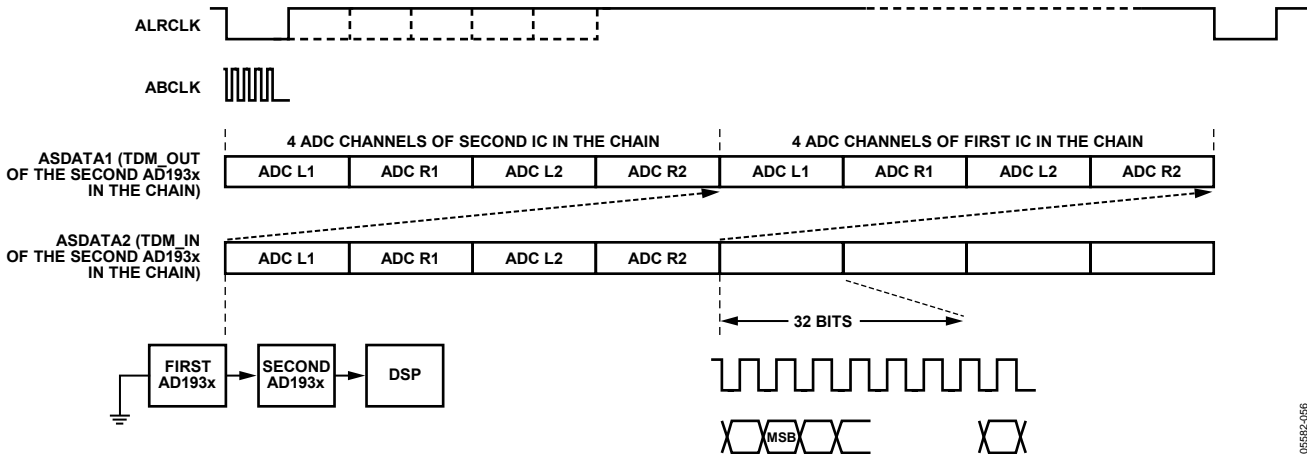 ALRCLK
ABCLK
4 ADC CHANNELS OF SECOND IC IN THE CHAIN
4 ADC CHANNELS OF FIRST IC IN THE CHAIN
ASDATA1 (TDM_OUT
OF THE SECOND AD193x
IN THE CHAIN)
ADC L1
ADC R1
ADC L2
ADC R2
ADC L1
ADC R1
ADC L2
ADC R2
ASDATA2 (TDM_IN
OF THE SECOND AD193x
IN THE CHAIN)
ADC L1
ADC R1
ADC L2
ADC R2
32 BITS
FIRST
AD193x
SECOND
AD193x
DSP
MSB
05582-056